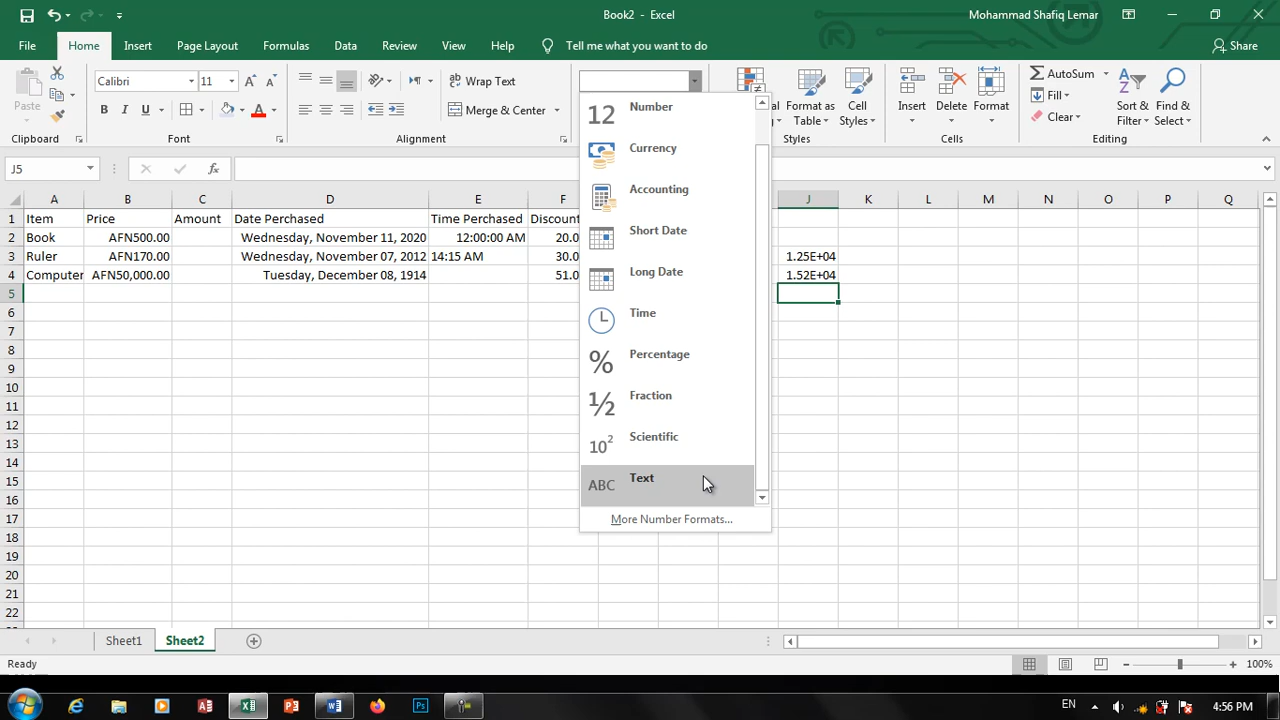 Book2 - Excel
Mohammad Shafiq Lemar
File Home Insert Page Layout Formulas Data Review View Help Tell me what you want to do Share
Paste
Calibri 11
Wrap Text
B I U
Merge & Center
Format as Table
Cell Styles
Insert Delete Format
AutoSum
Fill
Clear
Sort & Filter
Find & Select
Clipboard Font Alignment Styles Cells Editing
J5 fx
A B C D E F J K L M N O P Q
1 Item Price Amount Date Perchased Time Perchased Discount
2 Book AFN500.00 Wednesday, November 11, 2020 12:00:00 AM 20.0
3 Ruler AFN170.00 Wednesday, November 07, 2012 14:15 AM 30.0 1.25E+04
4 Computer AFN50,000.00 Tuesday, December 08, 1914 51.0 1.52E+04
5
6
7
8
9
10
11
12
13
14
15
16
17
18
19
20
21
22
12 Number
Currency
Accounting
Short Date
Long Date
Time
% Percentage
½ Fraction
10² Scientific
ABC Text
More Number Formats...
Sheet1 Sheet2
Ready 100%
EN 4:56 PM